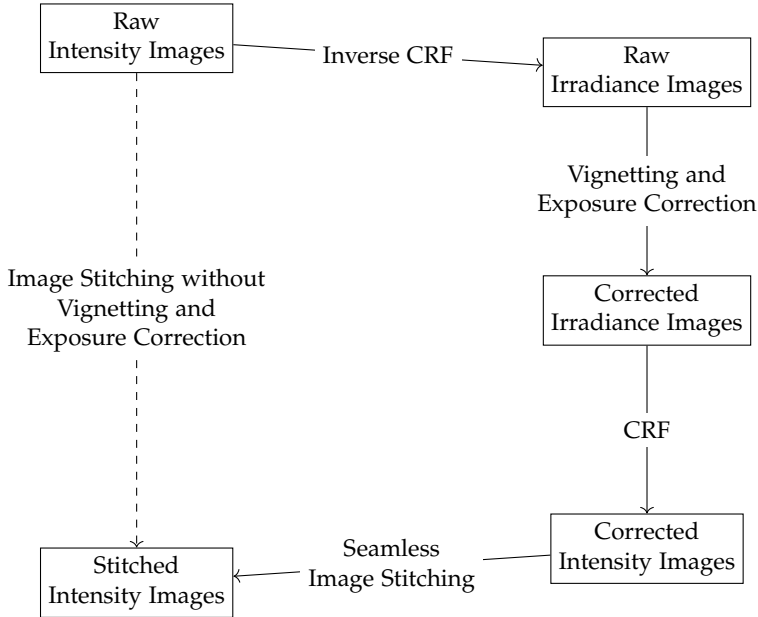 Raw
Intensity Images
Inverse CRF
Raw
Irradiance Images
Vignetting and
Exposure Correction
Image Stitching without
Vignetting and
Exposure Correction
Corrected
Irradiance Images
CRF
Corrected
Intensity Images
Seamless
Image Stitching
Stitched
Intensity Images